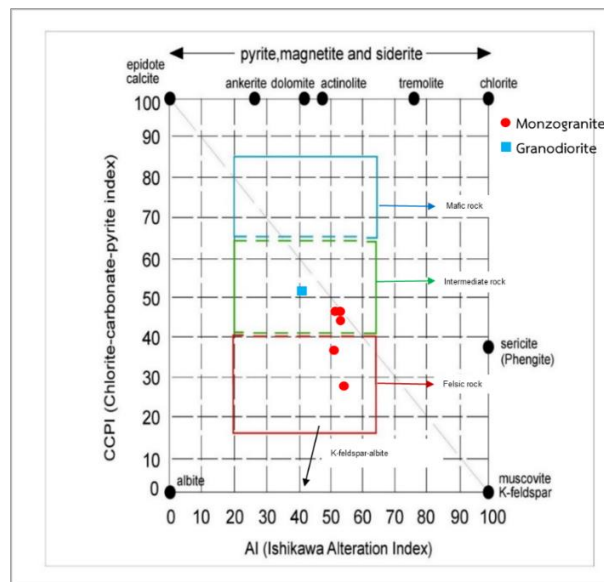 pyrite,magnetite and siderite
epidote
calcite
ankerite dolomite actinolite tremolite chlorite
100
90
80
70
60
50
40
30
20
10
0
CCPI (Chlorite-carbonate-pyrite index)
Monzogranite
Granodiorite
Mafic rock
Intermediate rock
sericite
(Phengite)
Felsic rock
K-feldspar-albite
albite
muscovite
K-feldspar
0 10 20 30 40 50 60 70 80 90 100
AI (Ishikawa Alteration Index)